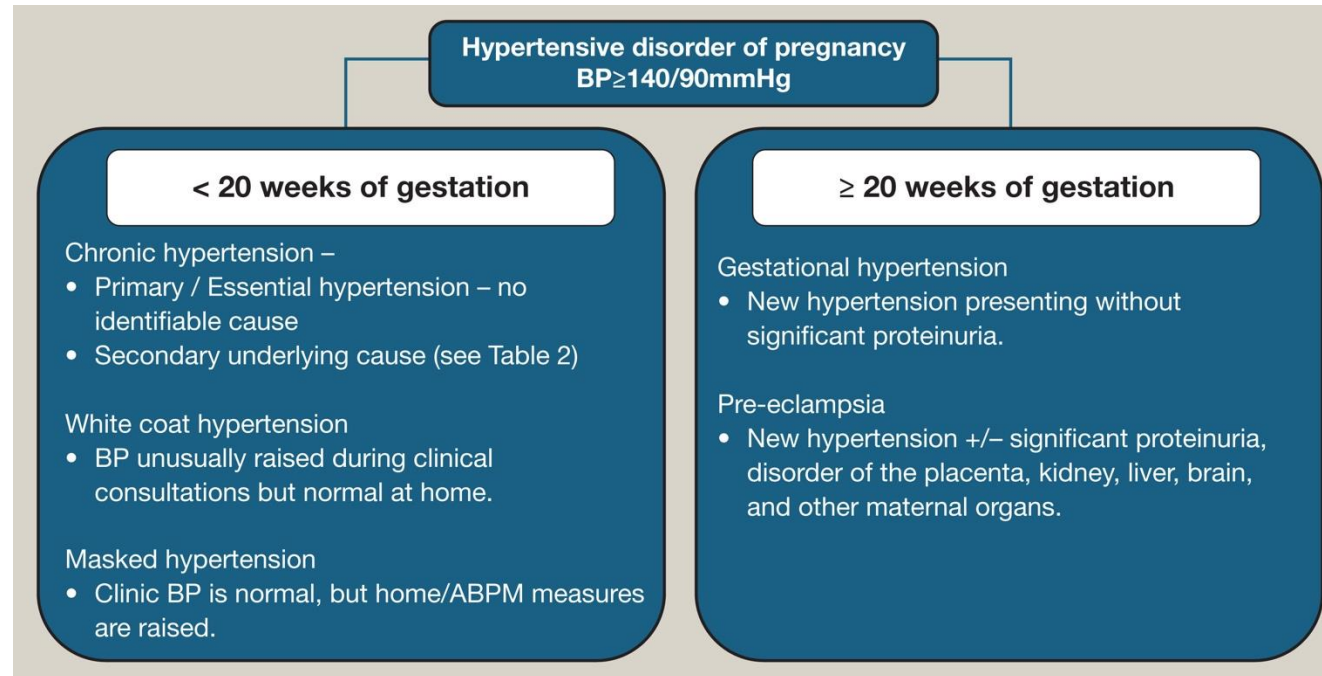 Hypertensive disorder of pregnancy
BP≥140/90mmHg
< 20 weeks of gestation
Chronic hypertension –
• Primary / Essential hypertension – no
identifiable cause
• Secondary underlying cause (see Table 2)
White coat hypertension
• BP unusually raised during clinical
consultations but normal at home.
Masked hypertension
• Clinic BP is normal, but home/ABPM measures
are raised.
≥ 20 weeks of gestation
Gestational hypertension
• New hypertension presenting without
significant proteinuria.
Pre-eclampsia
• New hypertension +/– significant proteinuria,
disorder of the placenta, kidney, liver, brain,
and other maternal organs.